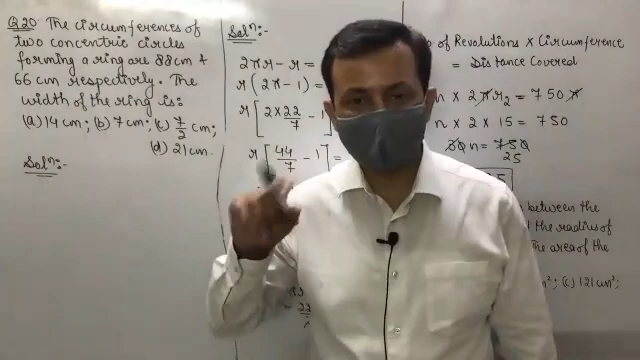 Q20: The circumferences of
two concentric circles
forming a ring are 88cm &
66 cm respectively. The
width of the ring is:
(a) 14 cm; (b) 7 cm; (c) 7/2 cm;
(d) 21 cm.
Solⁿ:-
Solⁿ:-
2πr - r =
r (2π - 1) =
r [2 × 22/7 - 1
r [44/7 - 1] =
of Revolutions × Circumference
= Distance Covered
n × 2πr₂ = 750π
n × 2 × 15 = 750
30 n = 750
25
between the
the radius of
The area of the
(c) 121 cm²;